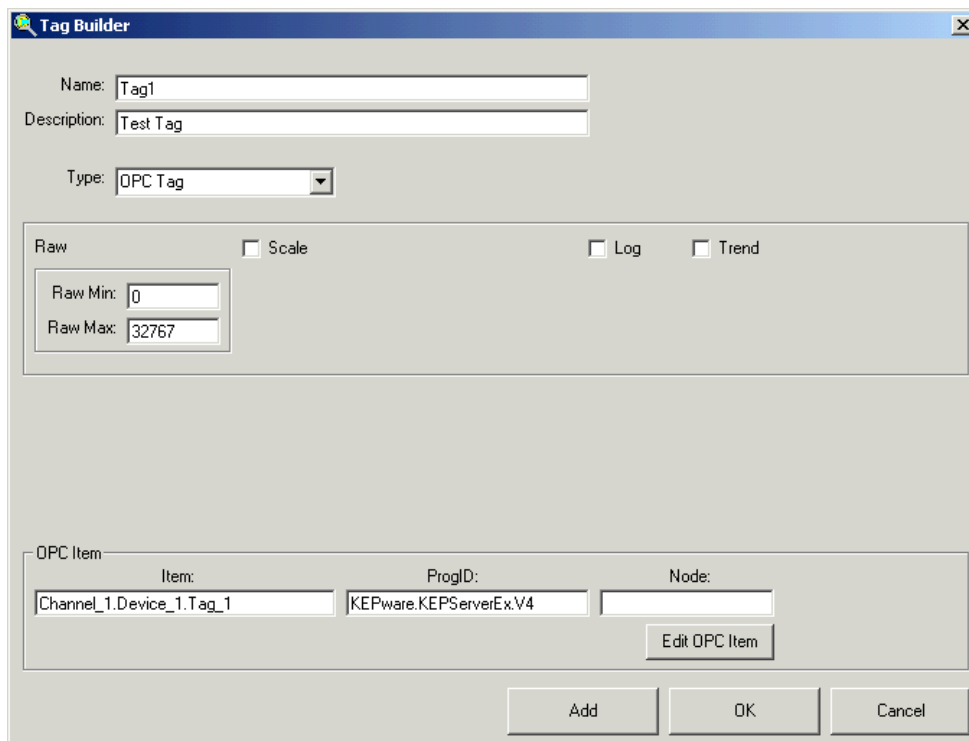 Tag Builder
Name: Tag1
Description: Test Tag
Type: OPC Tag
Raw Scale Log Trend
Raw Min: 0
Raw Max: 32767
OPC Item
Item: ProgID: Node:
Channel_1.Device_1.Tag_1 KEPware.KEPServerEx.V4
Edit OPC Item
Add OK Cancel